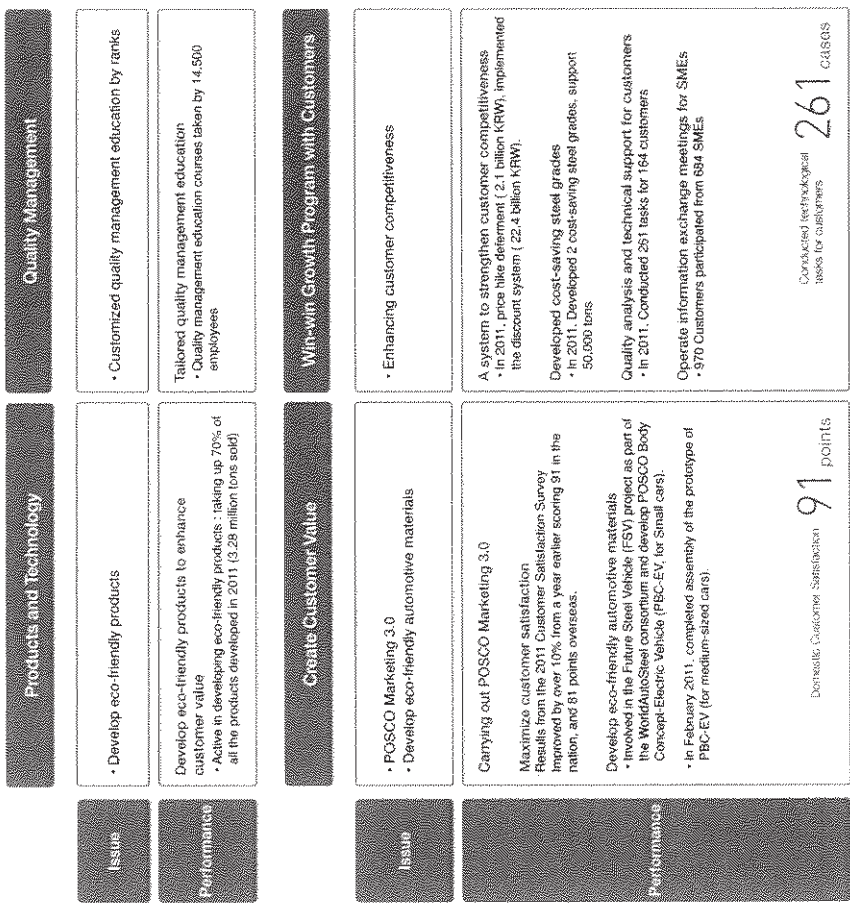 Products and Technology
Quality Management
Issue
• Develop eco-friendly products
• Customized quality management education by ranks
Performance
Develop eco-friendly products to enhance
customer value
• Active in developing eco-friendly products : taking up 70% of
all the products developed in 2011 (3.28 million tons sold)
Tailored quality management education
• Quality management education courses taken by 14.500
employees
Create Customer Value
Win-win Growth Program with Customers
Issue
• POSCO Marketing 3.0
• Develop eco-friendly automotive materials
• Enhancing customer competitiveness
Performance
Carrying out POSCO Marketing 3.0
Maximize customer satisfaction
Results from the 2011 Customer Satisfaction Survey
Improved by over 10% from a year earlier scoring 91 in the
nation, and 81 points overseas.
Develop eco-friendly automotive materials
• Involved in the Future Steel Vehicle (FSV) project as part of
the WorldAutoSteel consortium and develop POSCO Body
Concept-Electric Vehicle (PBC-EV, for Small cars).
• In February 2011, completed assembly of the prototype of
PBC-EV (for medium-sized cars).
Domestic Customer Satisfaction 91 points
A system to strengthen customer competitiveness
• In 2011, price hike deferment ( 2.1 billion KRW), implemented
the discount system ( 22.4 billion KRW).
Developed cost-saving steel grades
• In 2011, Developed 2 cost-saving steel grades, support
50,000 tons
Quality analysis and technical support for customers
• In 2011, Conducted 261 tasks for 164 customers
Operate information exchange meetings for SMEs
• 970 Customers participated from 684 SMEs
Conducted technological
tasks for customers 261 cases